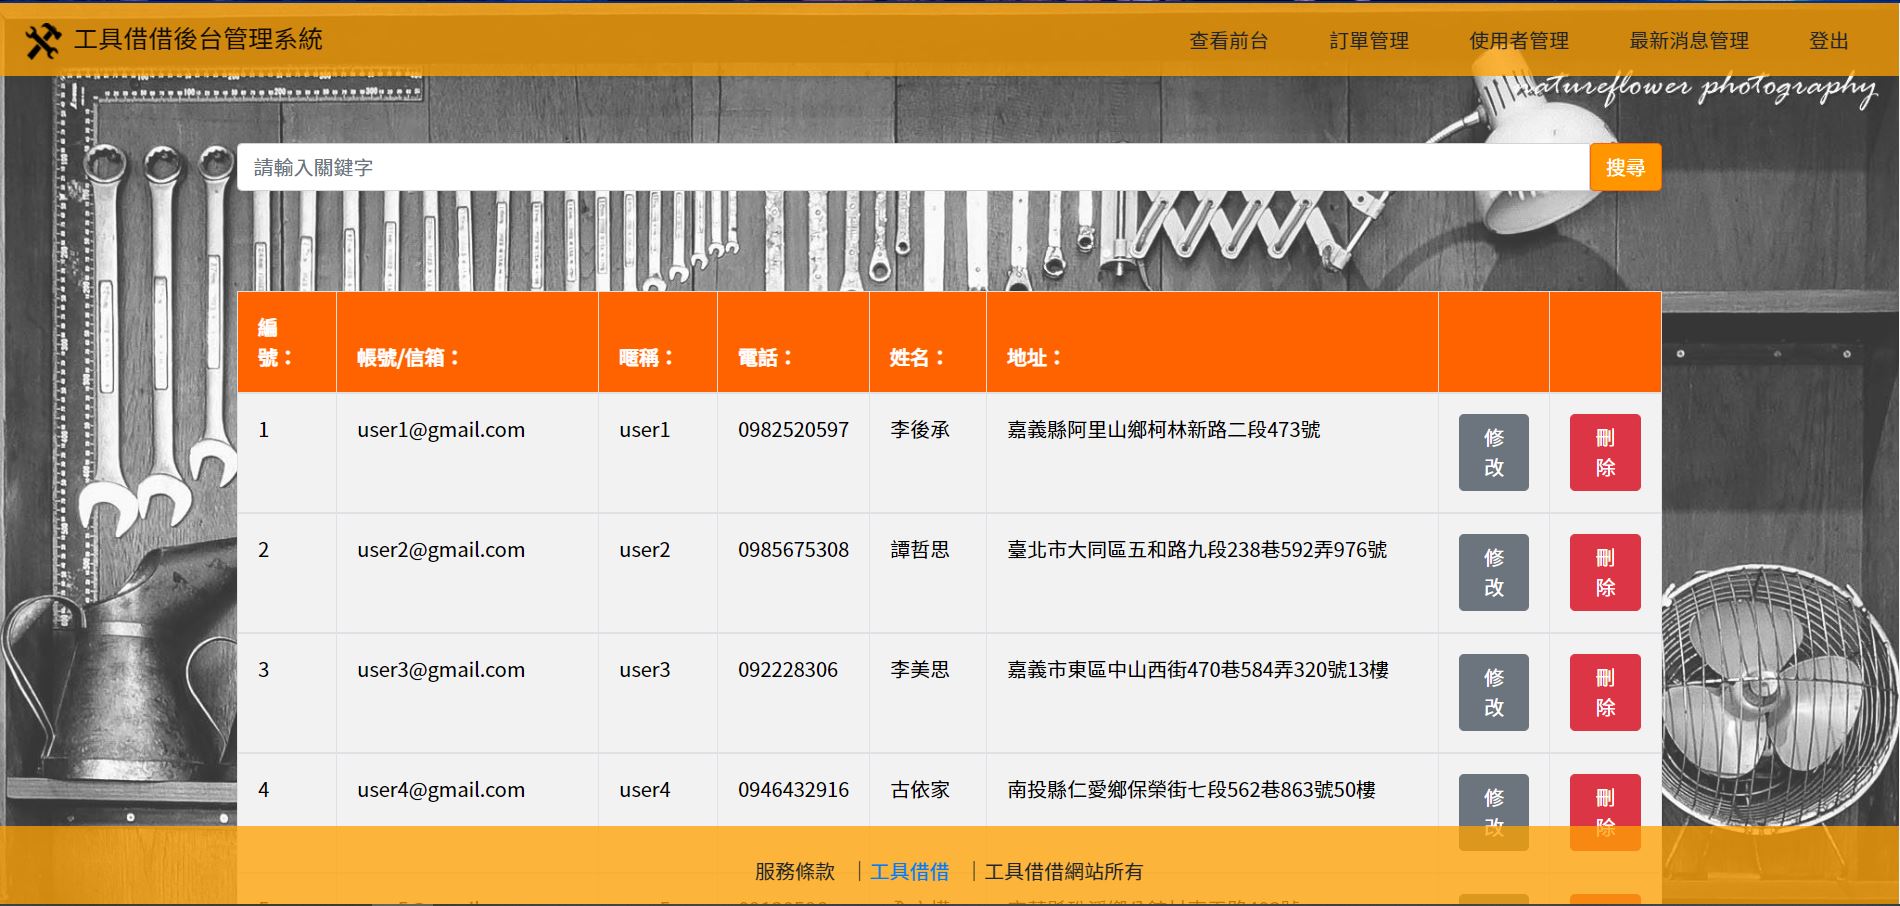 工具借借後台管理系統
查看前台 訂單管理 使用者管理 最新消息管理 登出
natureflower photography
請輸入關鍵字 搜尋
編號： 帳號/信箱： 暱稱： 電話： 姓名： 地址：
1 user1@gmail.com user1 0982520597 李後承 嘉義縣阿里山鄉柯林新路二段473號 修改 刪除
2 user2@gmail.com user2 0985675308 譚哲思 臺北市大同區五和路九段238巷592弄976號 修改 刪除
3 user3@gmail.com user3 092228306 李美思 嘉義市東區中山西街470巷584弄320號13樓 修改 刪除
4 user4@gmail.com user4 0946432916 古依家 南投縣仁愛鄉保榮街七段562巷863號50樓 修改 刪除
服務條款 ｜工具借借 ｜工具借借網站所有